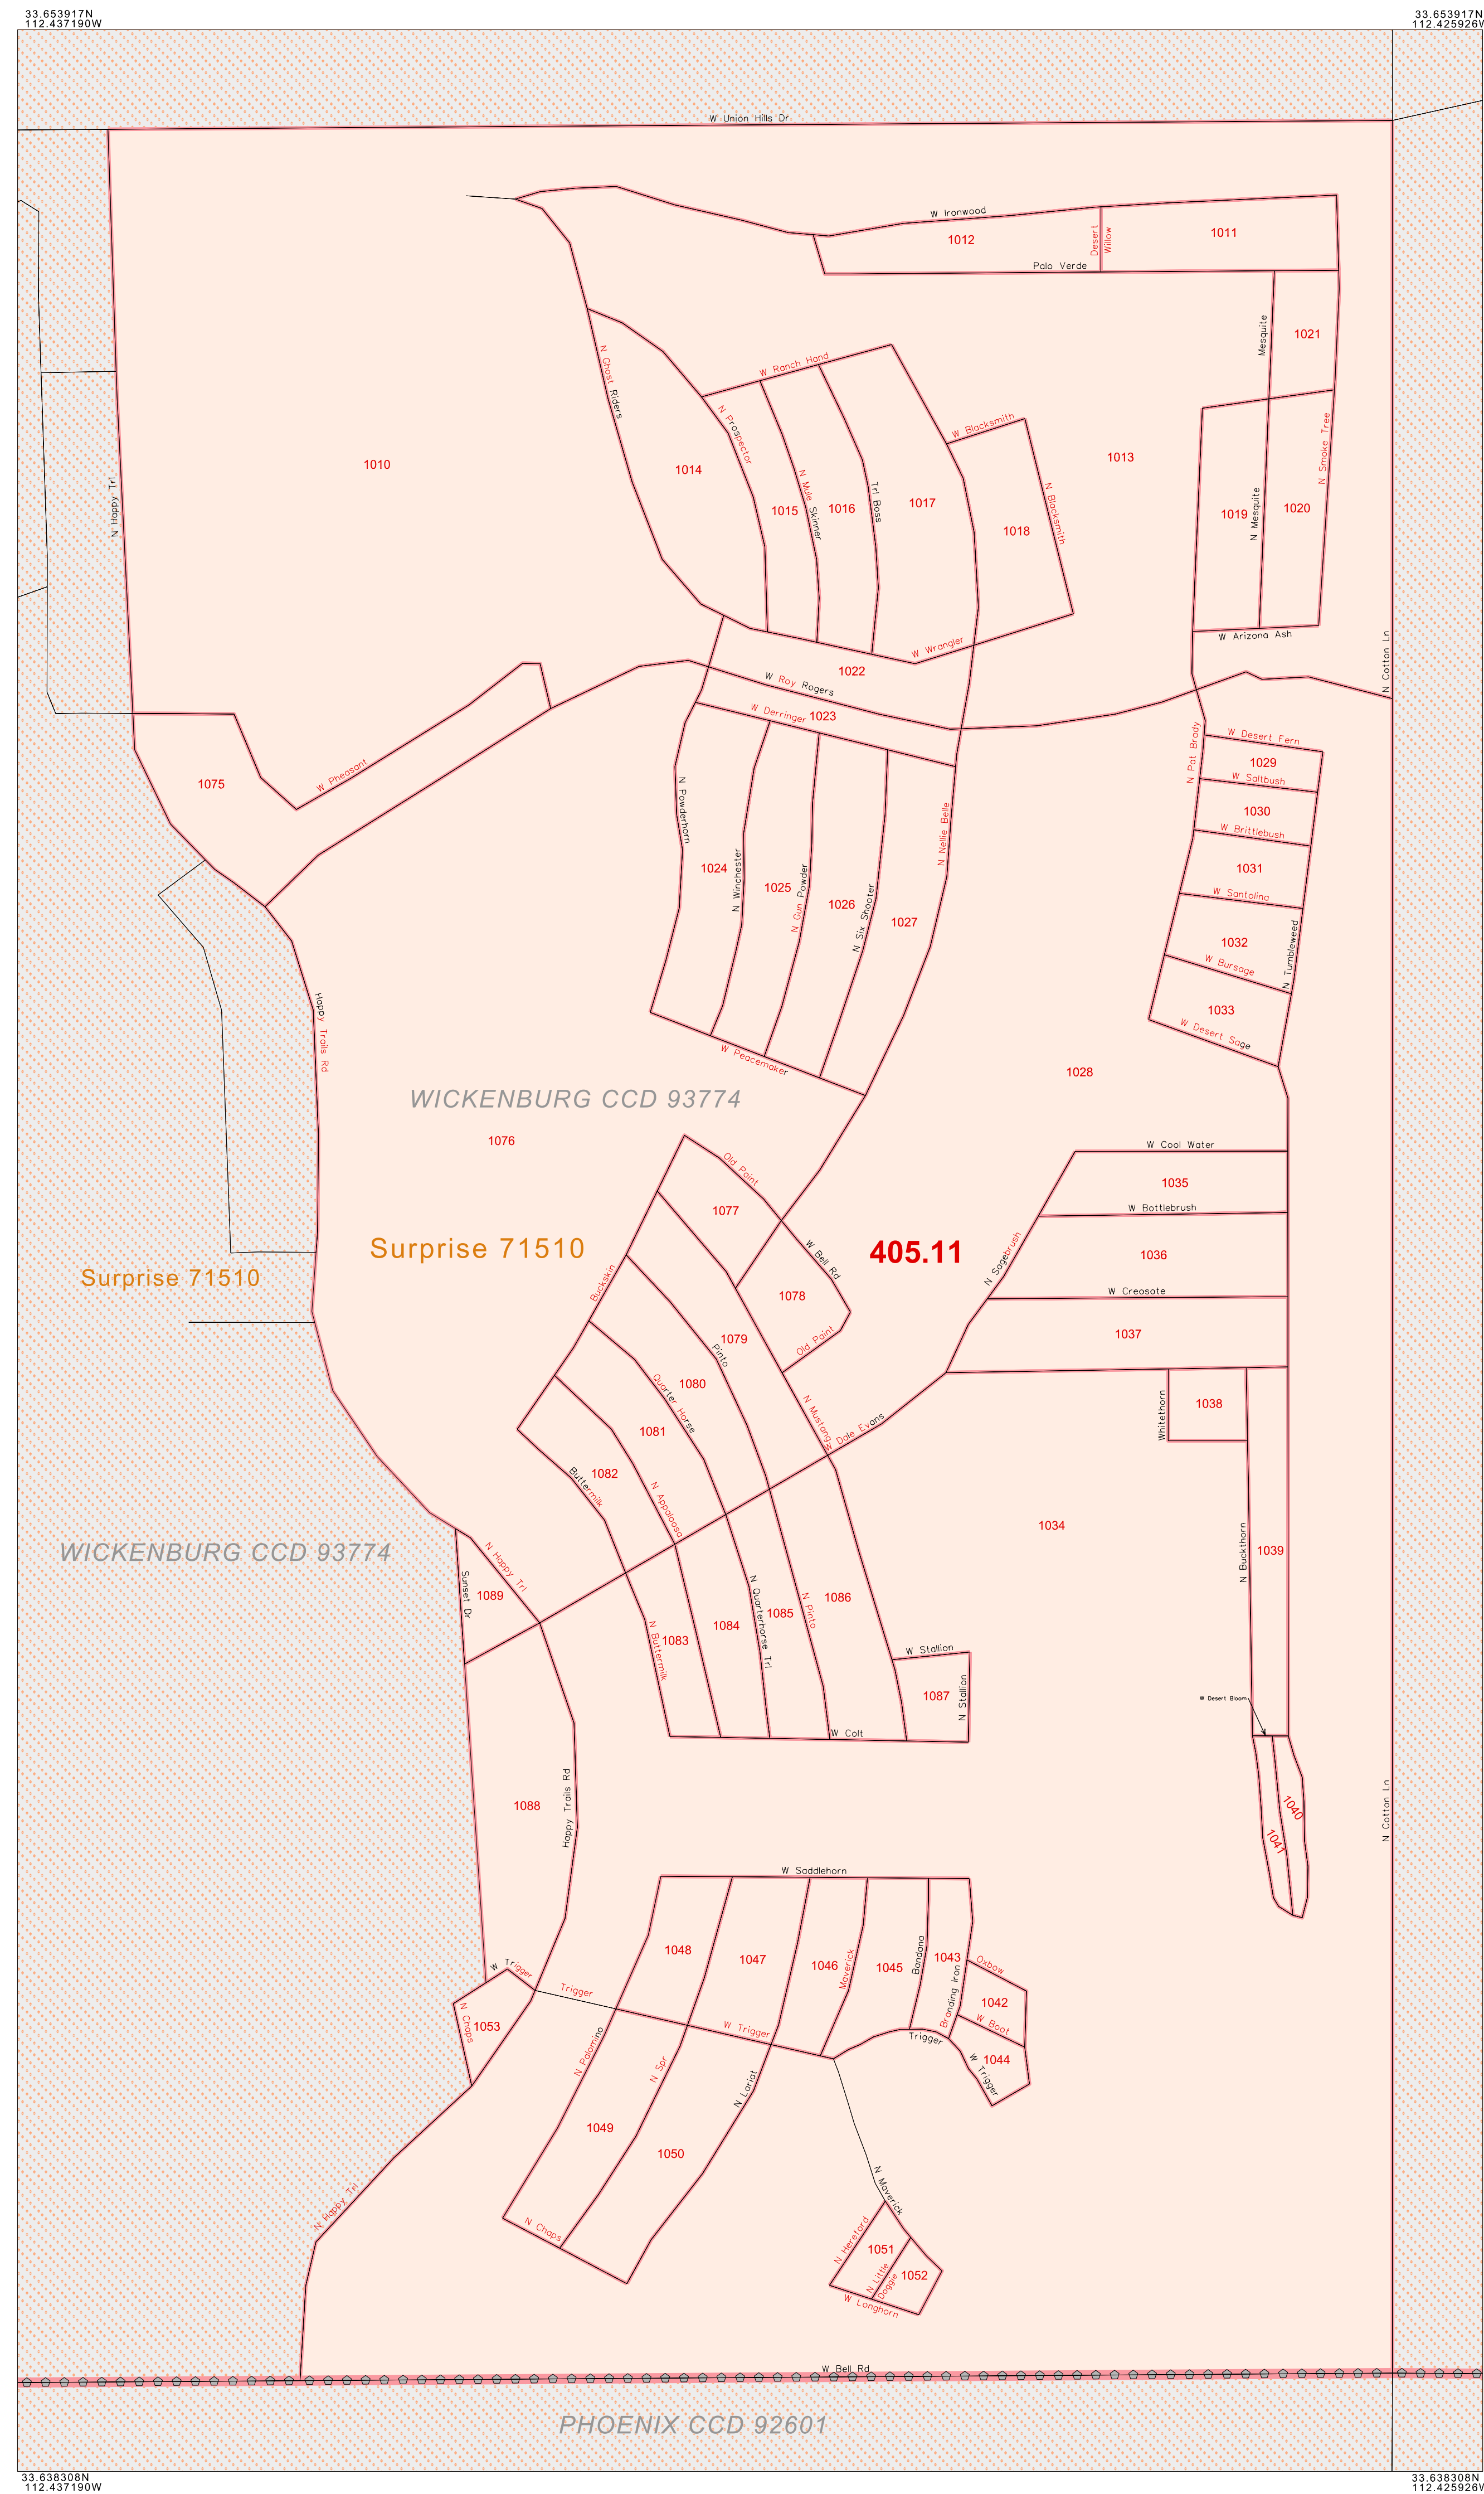 33.653917N
112.437190W
33.653917N
112.425926W
W Union Hills Dr
W Ironwood
1012
Desert
Willow
1011
Palo Verde
Mesquite
1021
N Ghost Riders
W Ranch Hand
N Prospector
W Blacksmith
N Smoke Tree
1010
1014
1013
N Happy Trl
N Mule Skinner
Trl Boss
1015
1016
1017
1018
N Blacksmith
1019
N Mesquite
1020
W Arizona Ash
W Wrangler
1022
N Cotton Ln
W Roy Rogers
W Derringer
1023
N Pat Brady
W Desert Fern
1029
W Saltbush
1030
W Brittlebush
1031
W Santolina
1032
W Bursage
N Tumbleweed
1033
W Desert Sage
1075
W Pheasant
N Powderhorn
1024
N Winchester
1025
N Gun Powder
1026
N Six Shooter
1027
N Nellie Belle
Happy Trails Rd
W Peacemaker
1028
WICKENBURG CCD 93774
1076
W Cool Water
1035
W Bottlebrush
1036
N Sagebrush
W Creosote
1037
Old Paint
1077
W Bell Rd
Surprise 71510
405.11
Surprise 71510
Buckskin
1078
Old Paint
1079
Pinto
1080
Quarter Horse
N Mustang
1081
W Dale Evans
1038
Whitethorn
1082
Buttermilk
N Appaloosa
1034
WICKENBURG CCD 93774
N Happy Trl
Sunset Dr
1089
N Buckthorn
1039
N Buttermilk
1083
1084
N Quarterhorse Trl
1085
N Pinto
1086
W Stallion
1087
N Stallion
W Colt
W Desert Bloom
1088
Happy Trails Rd
1040
1041
N Cotton Ln
W Saddlehorn
1048
1047
1046
Maverick
1045
Bandana
1043
Branding Iron
Oxbow
1042
W Boot
1044
W Trigger
Trigger
W Trigger
Trigger
W Trigger
N Chaps
1053
N Palomino
N Spr
N Lariat
1049
1050
N Chaps
N Happy Trl
N Maverick
N Hereford
1051
N Little
Doggie
1052
W Longhorn
W Bell Rd
PHOENIX CCD 92601
33.638308N
112.437190W
33.638308N
112.425926W